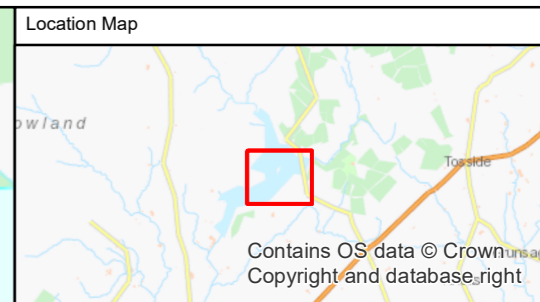 Location Map
owland
Tosside
Contains OS data © Crown
Copyright and database right